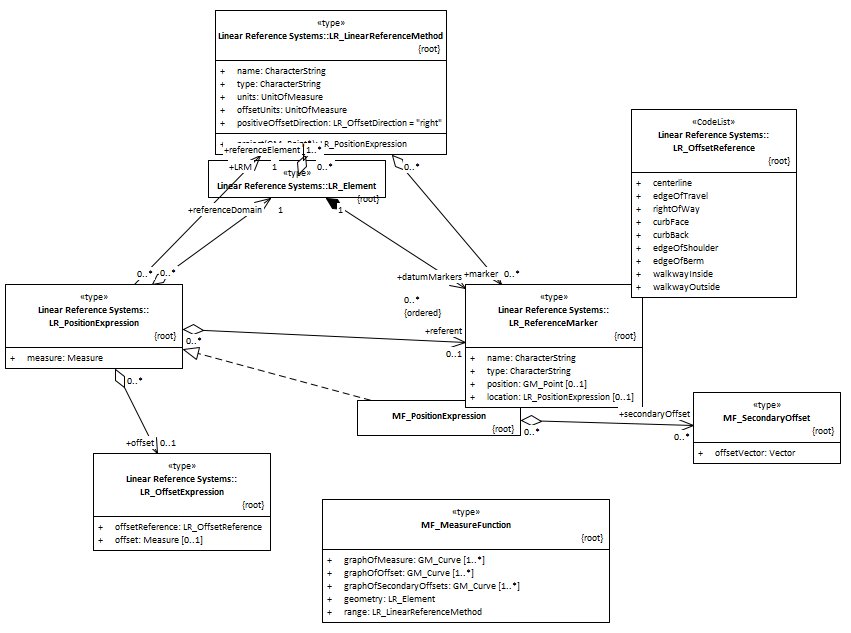 «type»
Linear Reference Systems::LR_LinearReferenceMethod
{root}
+ name: CharacterString
+ type: CharacterString
+ units: UnitOfMeasure
+ offsetUnits: UnitOfMeasure
+ positiveOffsetDirection: LR_OffsetDirection = "right"
LR_PositionExpression
+referenceElement 1..*
+LRM 1 0..* 0..*
«type»
Linear Reference Systems::LR_Element
{root}
+referenceDomain 1 1
«CodeList»
Linear Reference Systems::
LR_OffsetReference
{root}
+ centerline
+ edgeOfTravel
+ rightOfWay
+ curbFace
+ curbBack
+ edgeOfShoulder
+ edgeOfBerm
+ walkwayInside
+ walkwayOutside
0..* 0..*
+datumMarkers +marker 0..*
0..*
{ordered}
«type»
Linear Reference Systems::
LR_PositionExpression
{root}
+ measure: Measure
0..*
+referent
0..1
«type»
Linear Reference Systems::
LR_ReferenceMarker
{root}
+ name: CharacterString
+ type: CharacterString
+ position: GM_Point [0..1]
+ location: LR_PositionExpression [0..1]
0..*
+offset 0..1
MF_PositionExpression
{root}
0..*
+secondaryOffset
0..*
«type»
MF_SecondaryOffset
{root}
+ offsetVector: Vector
«type»
Linear Reference Systems::
LR_OffsetExpression
{root}
+ offsetReference: LR_OffsetReference
+ offset: Measure [0..1]
«type»
MF_MeasureFunction
{root}
+ graphOfMeasure: GM_Curve [1..*]
+ graphOfOffset: GM_Curve [1..*]
+ graphOfSecondaryOffsets: GM_Curve [1..*]
+ geometry: LR_Element
+ range: LR_LinearReferenceMethod